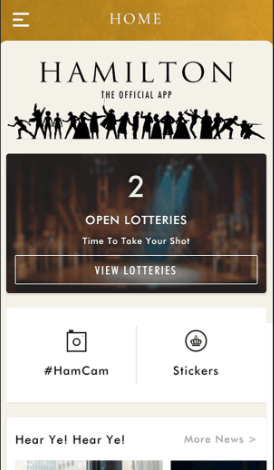 HOME
HAMILTON
THE OFFICIAL APP
2
OPEN LOTTERIES
Time To Take Your Shot
VIEW LOTTERIES
#HamCam
Stickers
Hear Ye! Hear Ye!
More News >